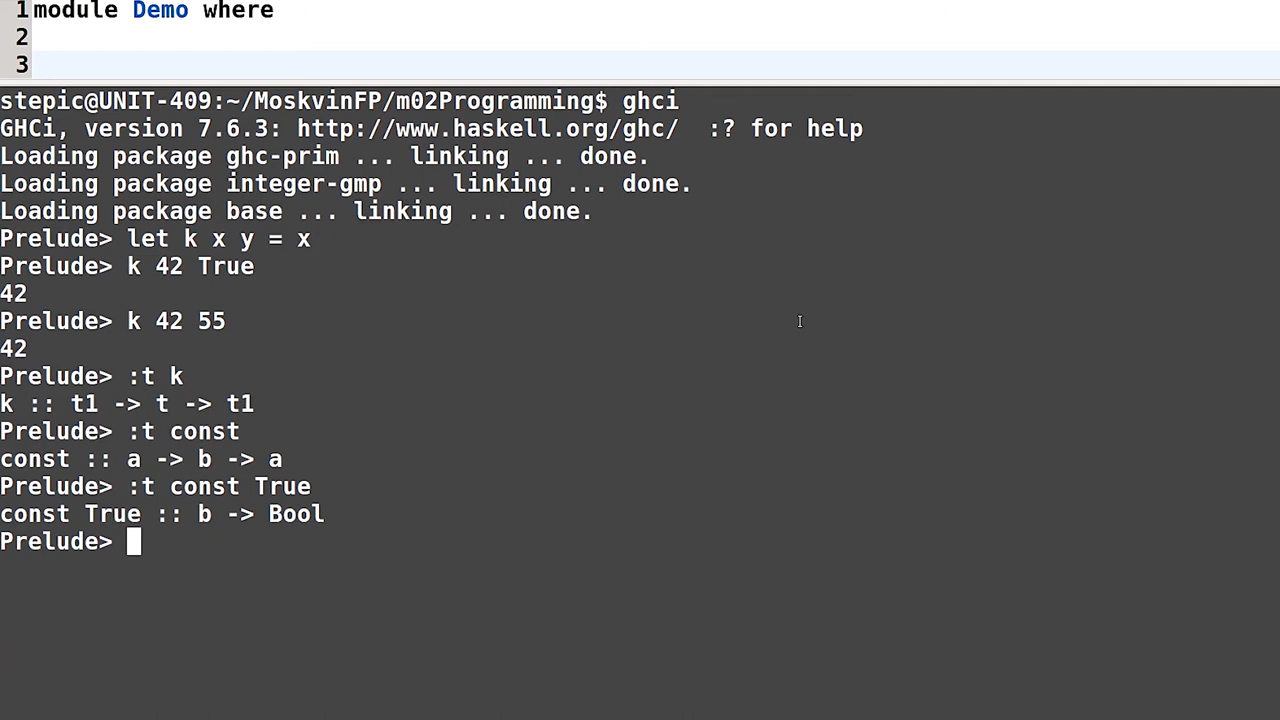 1 module Demo where
2
3
stepic@UNIT-409:~/MoskvinFP/m02Programming$ ghci
GHCi, version 7.6.3: http://www.haskell.org/ghc/  :? for help
Loading package ghc-prim ... linking ... done.
Loading package integer-gmp ... linking ... done.
Loading package base ... linking ... done.
Prelude> let k x y = x
Prelude> k 42 True
42
Prelude> k 42 55
42
Prelude> :t k
k :: t1 -> t -> t1
Prelude> :t const
const :: a -> b -> a
Prelude> :t const True
const True :: b -> Bool
Prelude>